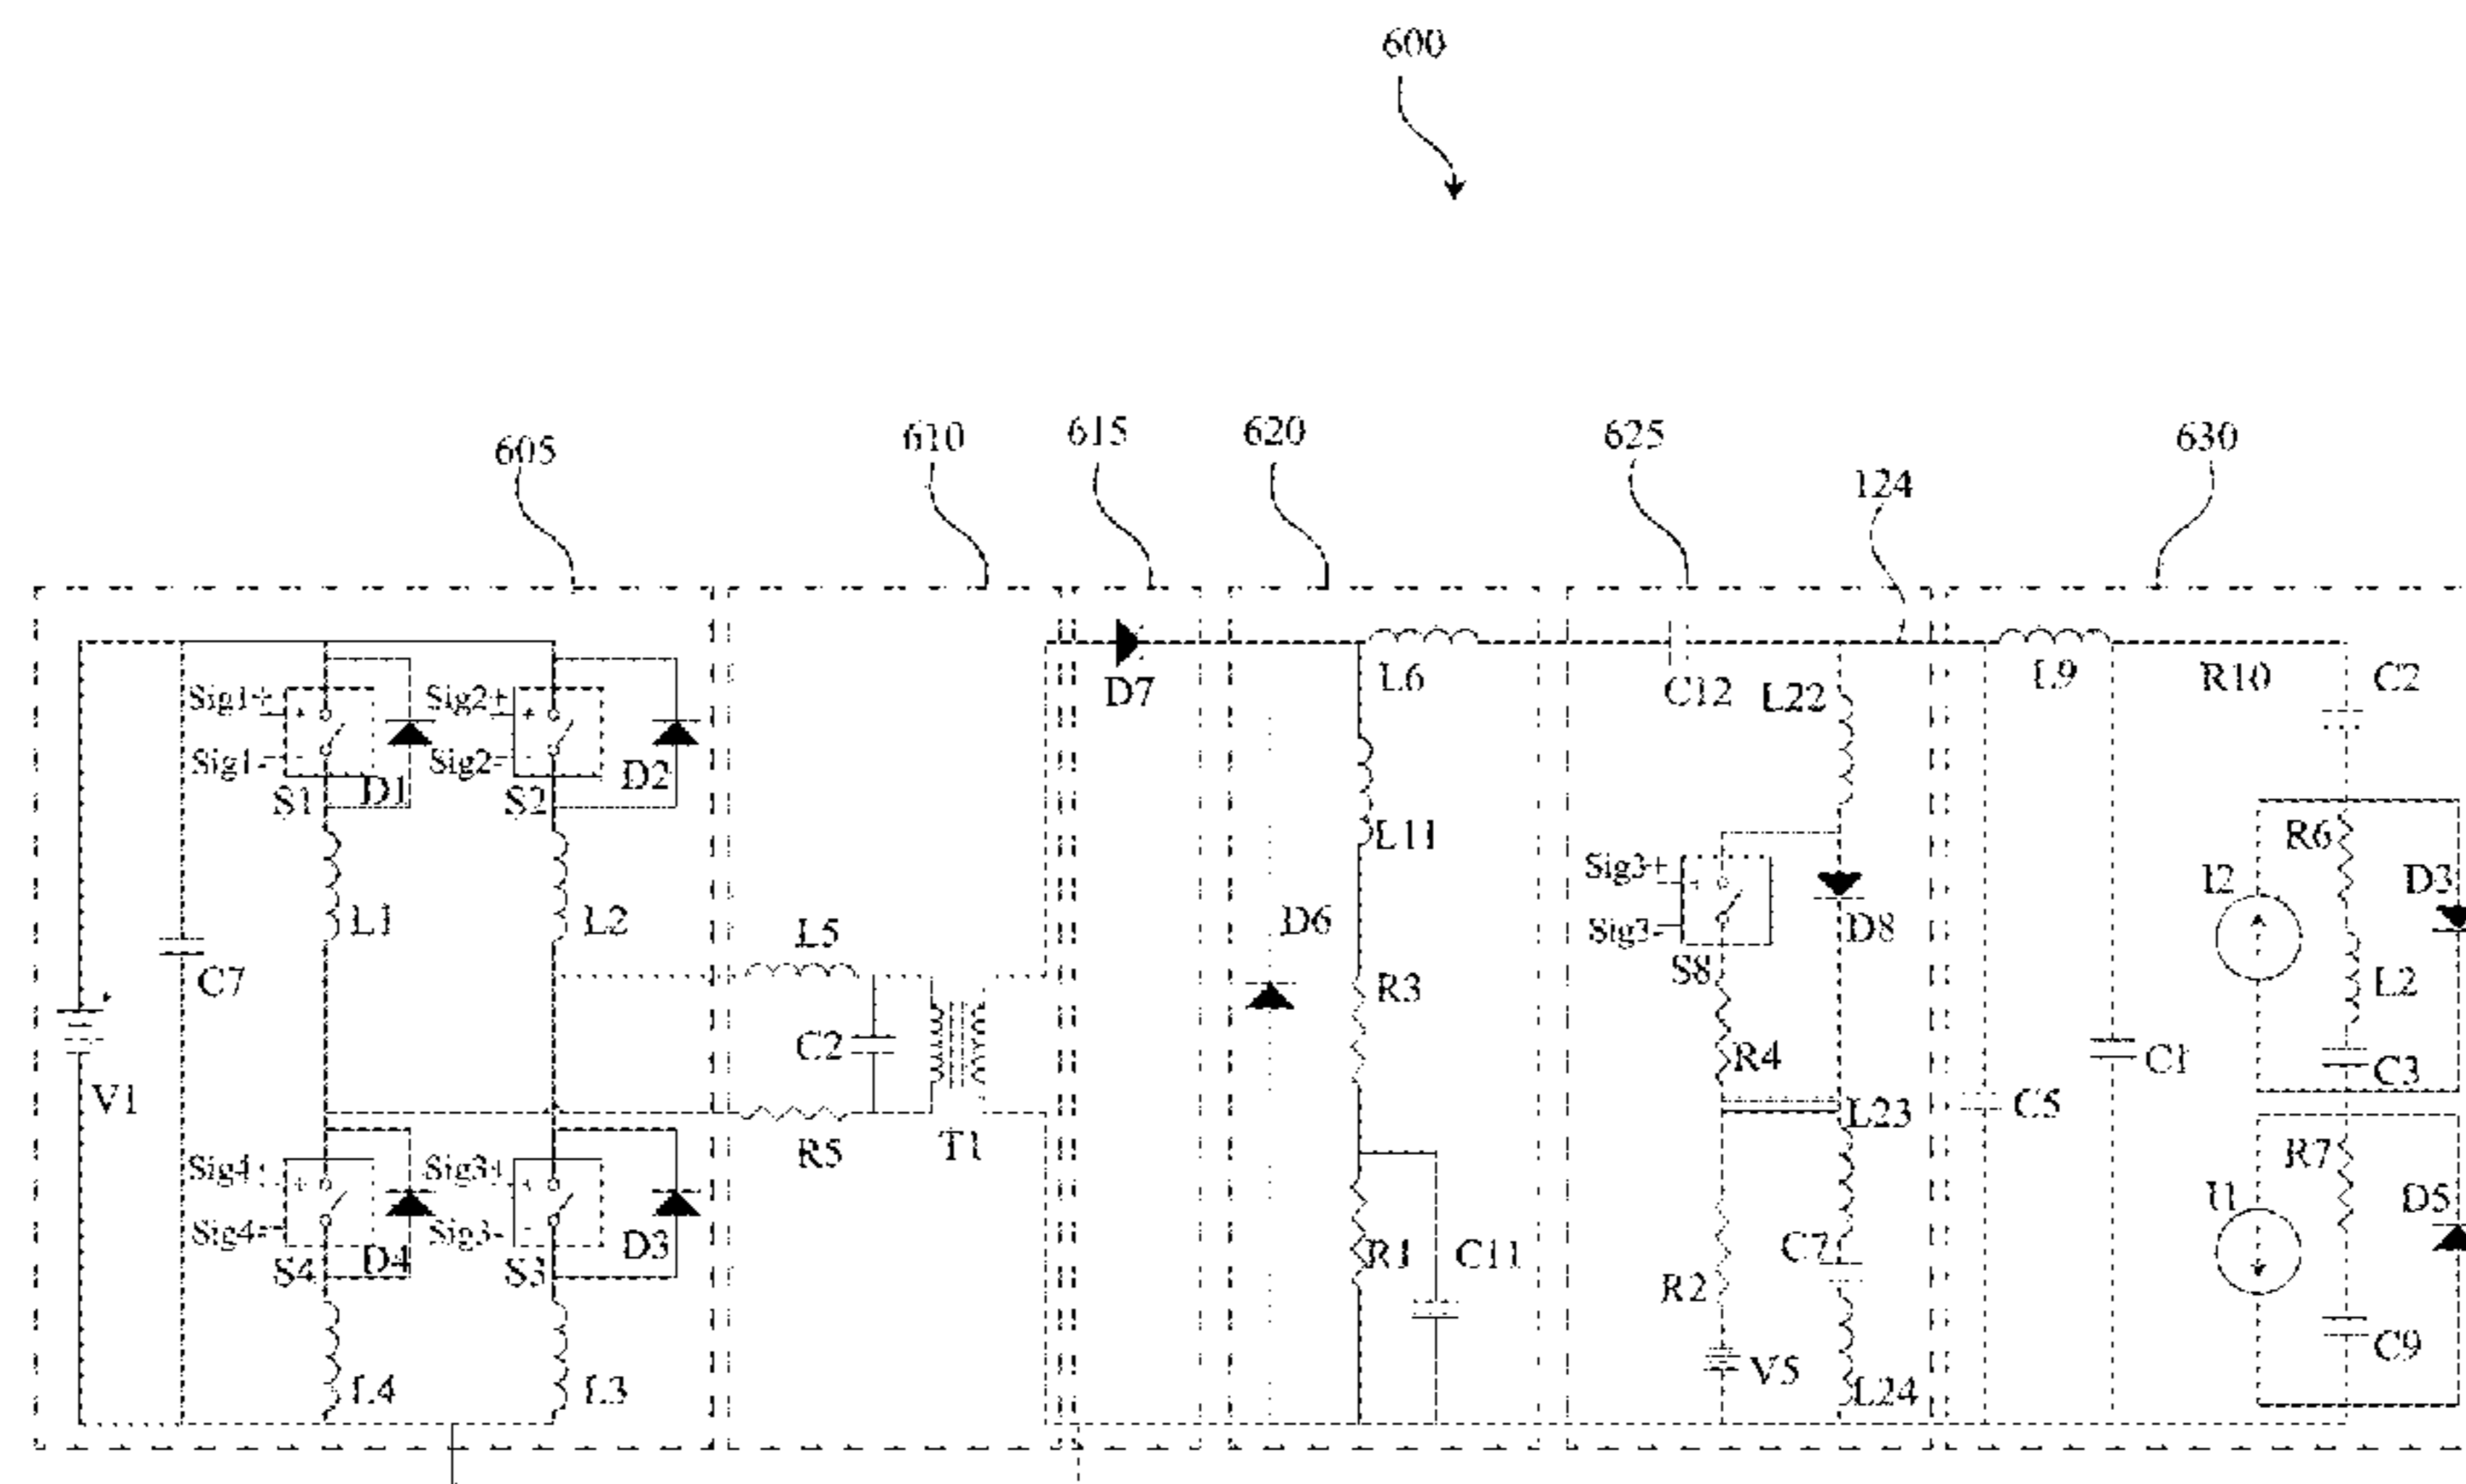 600
605
610
615
620
625
124
630
Sig1+
Sig1-
S1
D1
Sig2+
Sig2-
S2
D2
D7
L6
C12
L22
L9
R10
C2
L1
L2
C7
V1
L5
C2
R5
T1
L11
D6
R3
Sig3+
Sig3-
S8
D8
R4
L23
C5
C1
R6
I2
D3
L2
C3
Sig4+
Sig4-
S4
D4
Sig3+
Sig3-
S3
D3
L4
L3
R1
C11
R2
V5
C7
L24
R7
I1
D5
C9